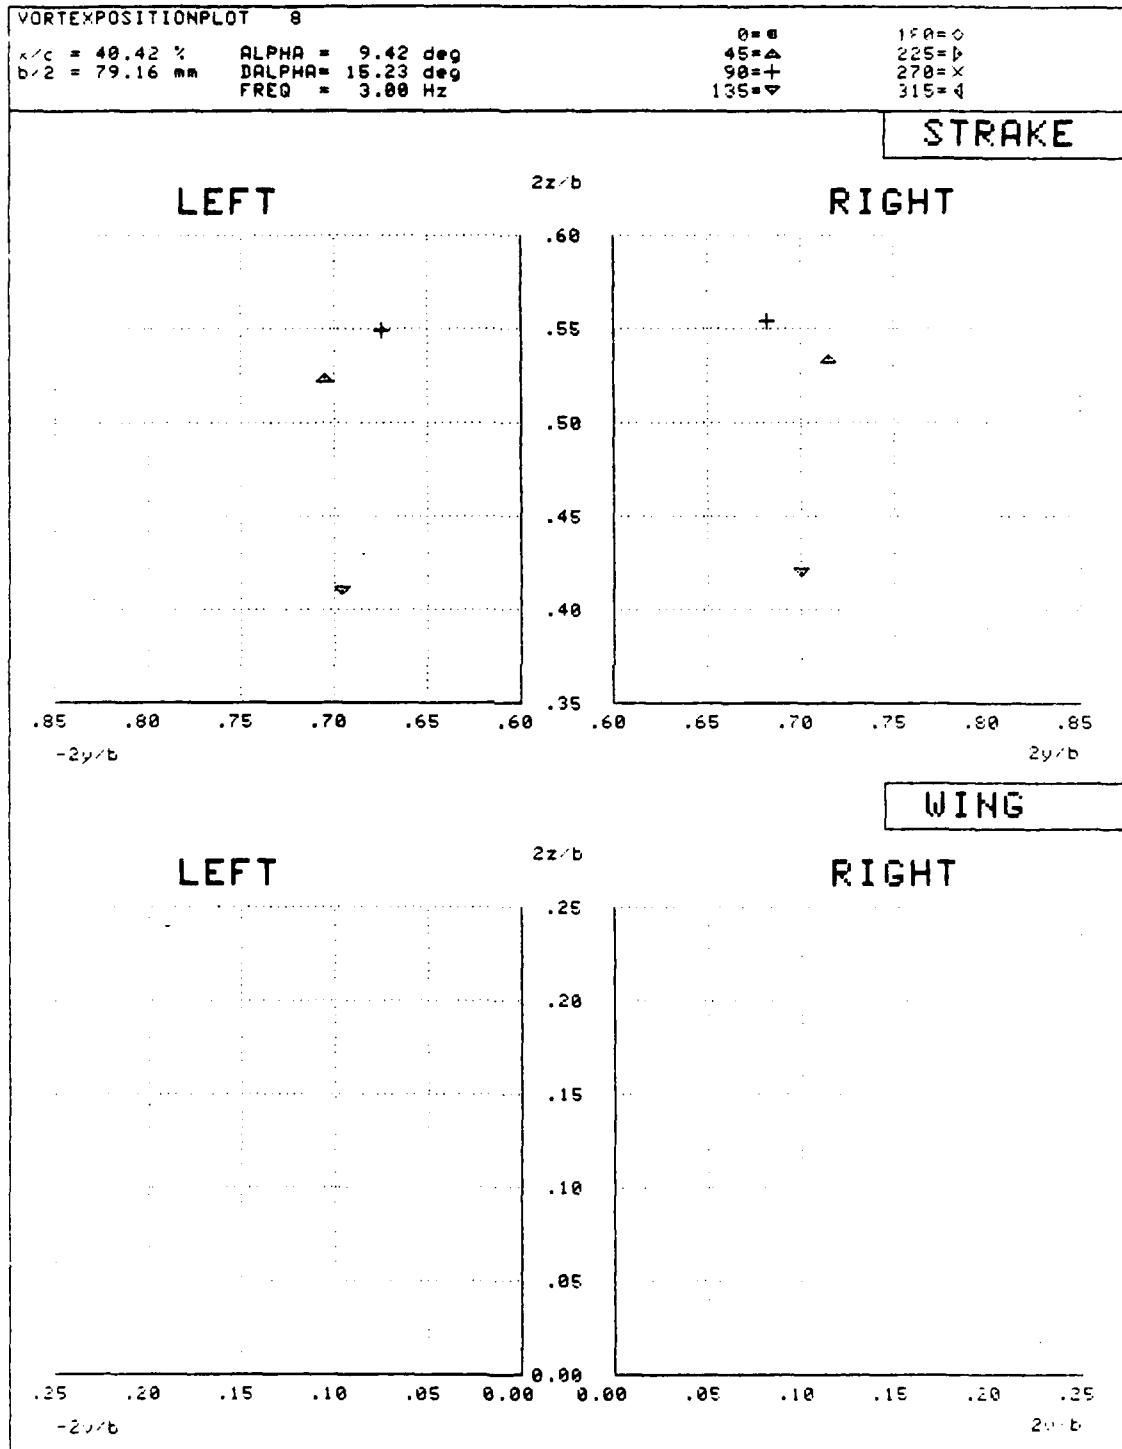 VORTEXPOSITIONPLOT 8
x/c = 40.42 % ALPHA = 9.42 deg
b/2 = 79.16 mm DALPHA= 15.23 deg
FREQ = 3.00 Hz
0= 180=◇
45=△ 225=▷
90=+ 270=×
135=▽ 315=◁
STRAKE
2z/b
LEFT RIGHT
.60
.55
.50
.45
.40
.35
.85 .80 .75 .70 .65 .60 .60 .65 .70 .75 .80 .85
-2y/b 2y/b
WING
2z/b
LEFT RIGHT
.25
.20
.15
.10
.05
0.00
.25 .20 .15 .10 .05 0.00 0.00 .05 .10 .15 .20 .25
-2y/b 2y/b